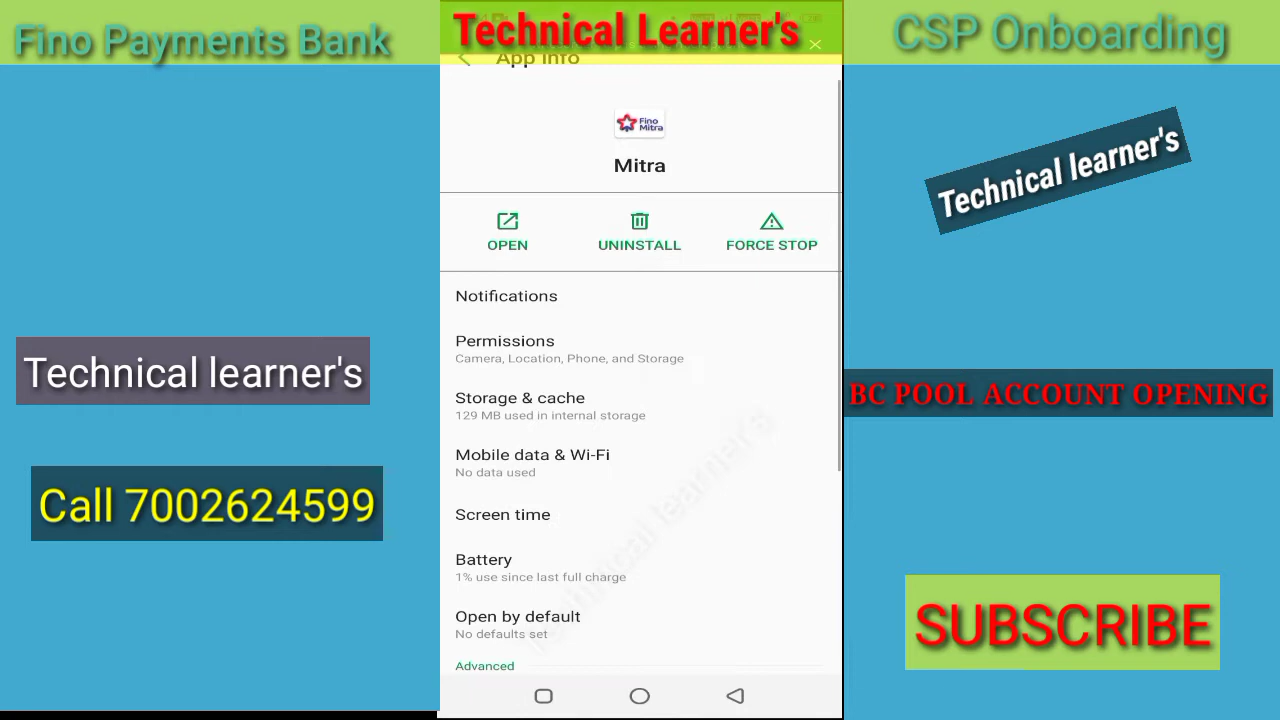 Fino Payments Bank
Technical Learner's
CSP Onboarding
App info
Fino
Mitra
Mitra
Technical learner's
OPEN
UNINSTALL
FORCE STOP
Notifications
Permissions
Camera, Location, Phone, and Storage
Technical learner's
Storage & cache
129 MB used in internal storage
BC POOL ACCOUNT OPENING
Mobile data & Wi-Fi
No data used
Call 7002624599
Screen time
Battery
1% use since last full charge
Open by default
No defaults set
SUBSCRIBE
Advanced
Technical learner's